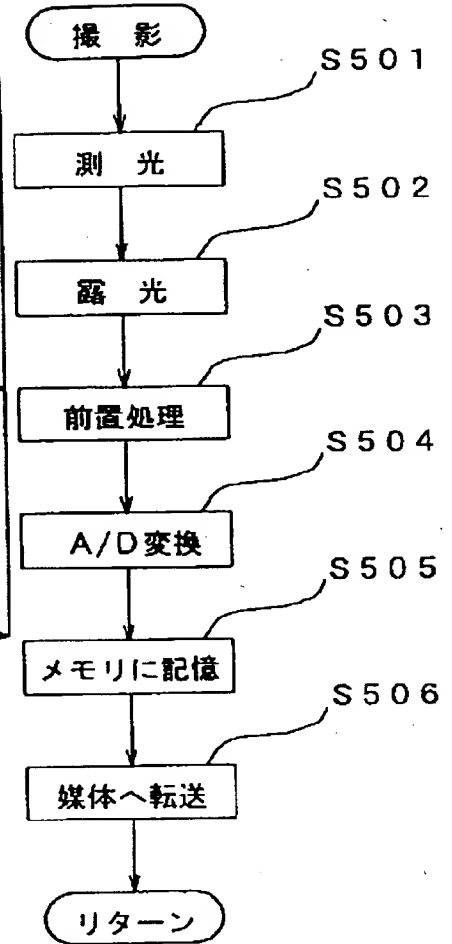 撮　影
S501
測　光
S502
露　光
S503
前置処理
S504
A/D変換
S505
メモリに記憶
S506
媒体へ転送
リターン